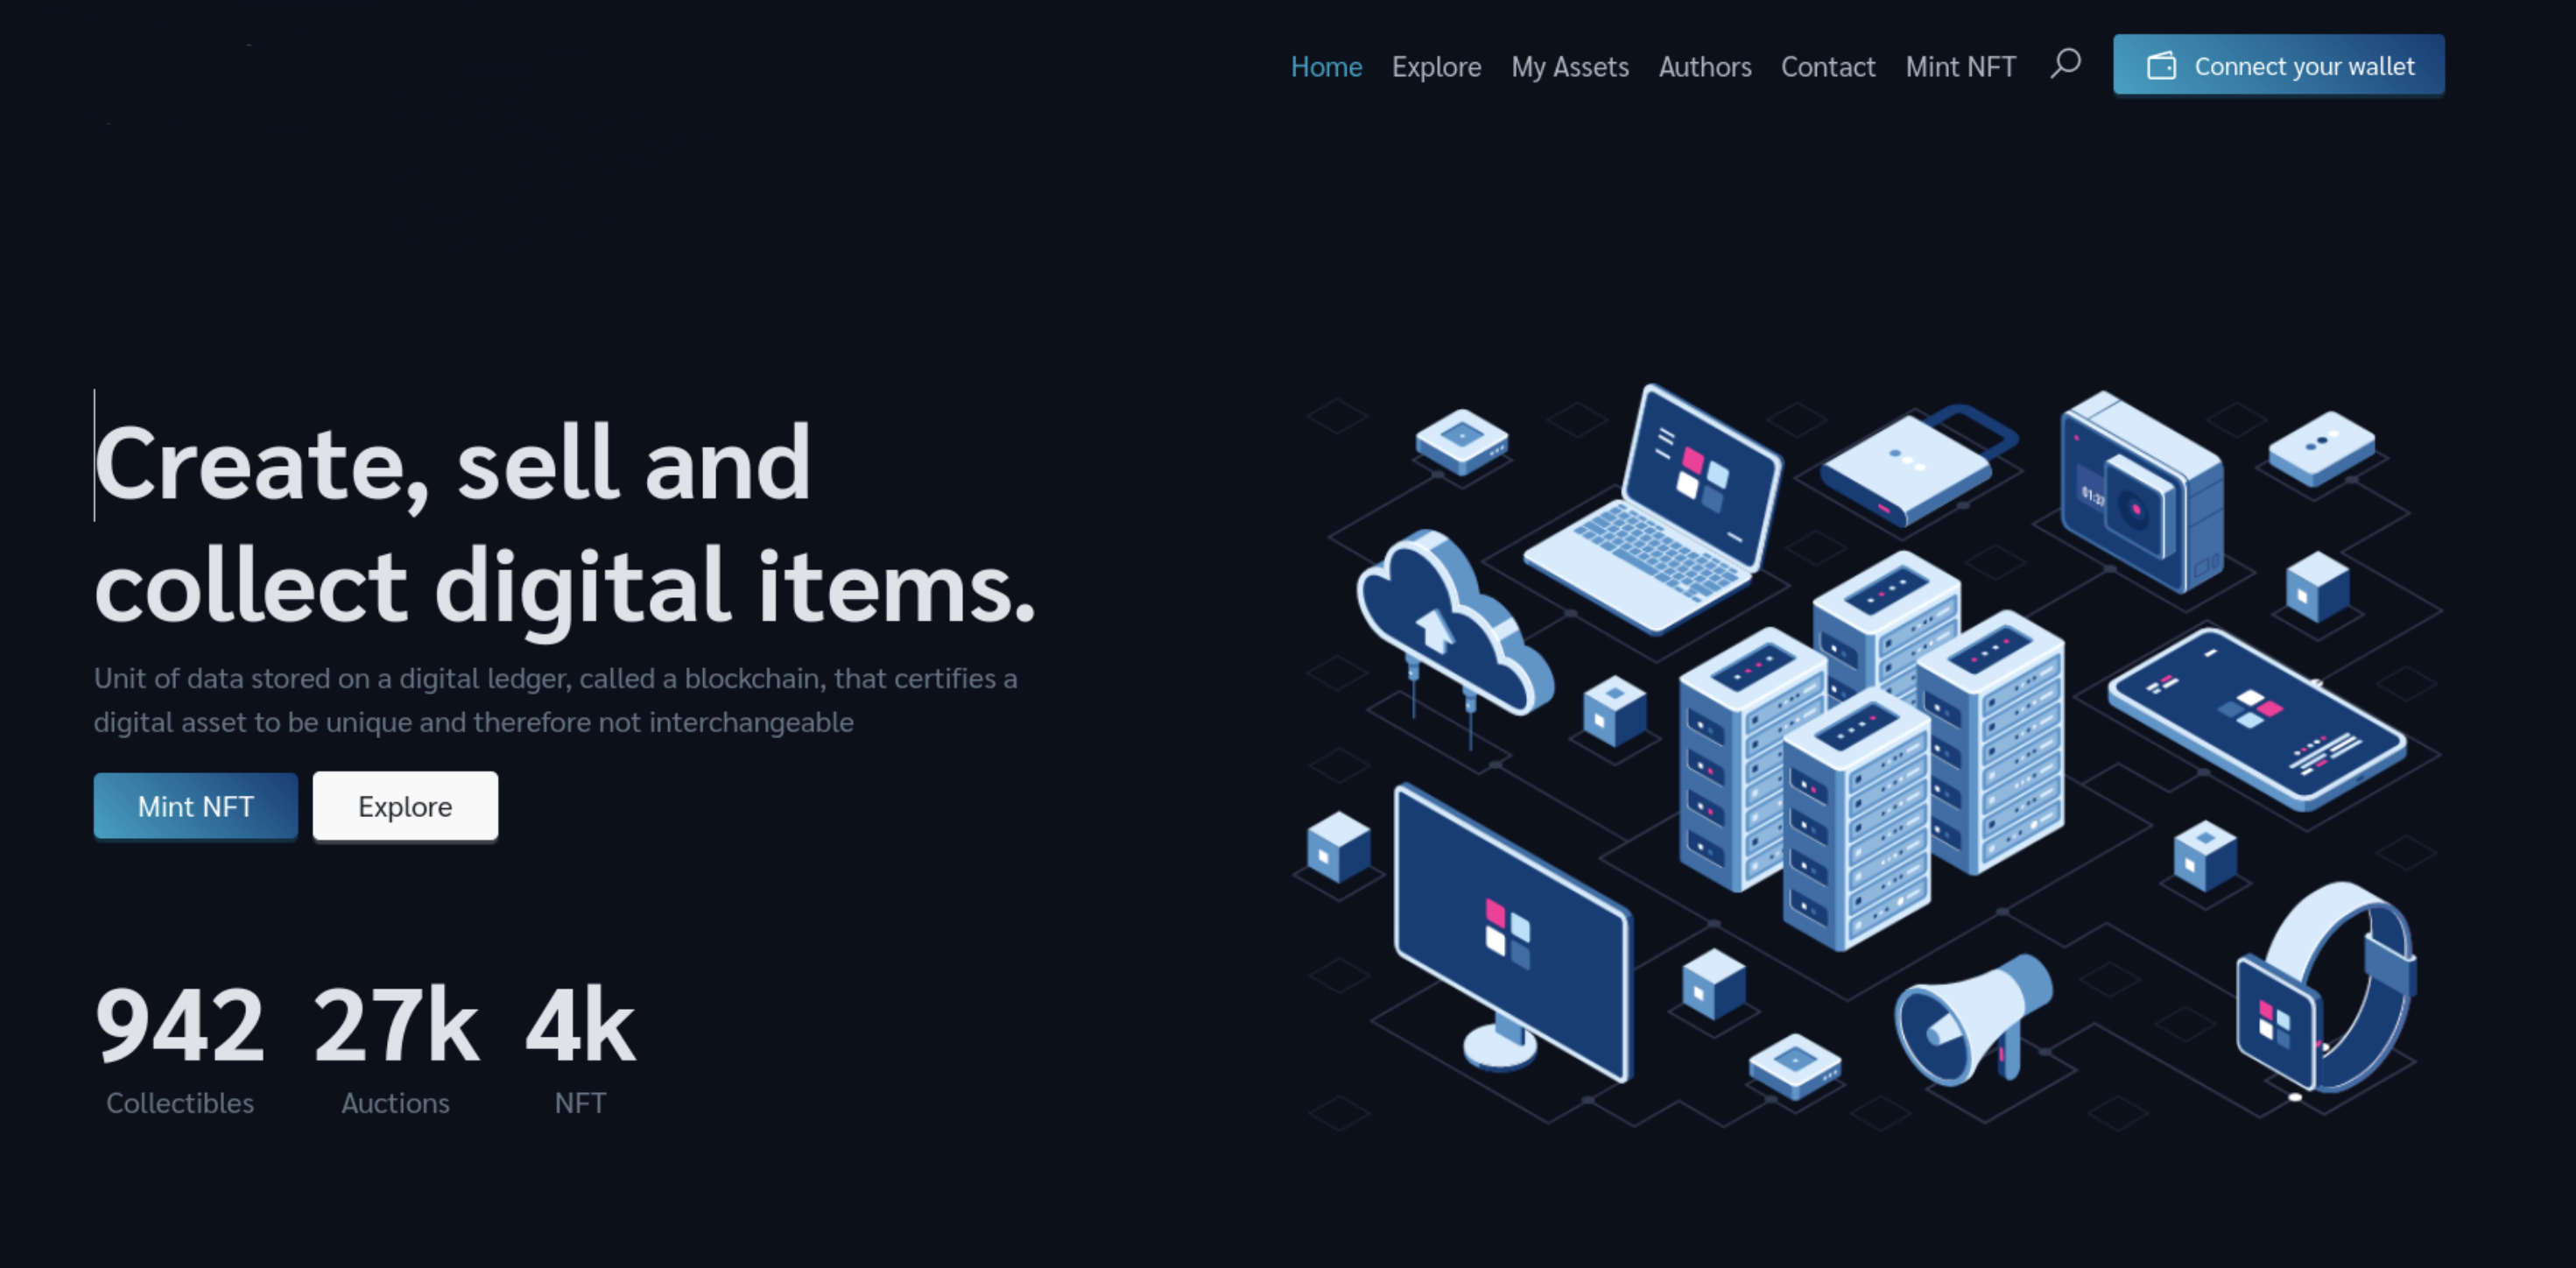 Home Explore My Assets Authors Contact Mint NFT Connect your wallet
Create, sell and
collect digital items.
Unit of data stored on a digital ledger, called a blockchain, that certifies a
digital asset to be unique and therefore not interchangeable
Mint NFT Explore
942 27k 4k
Collectibles Auctions NFT